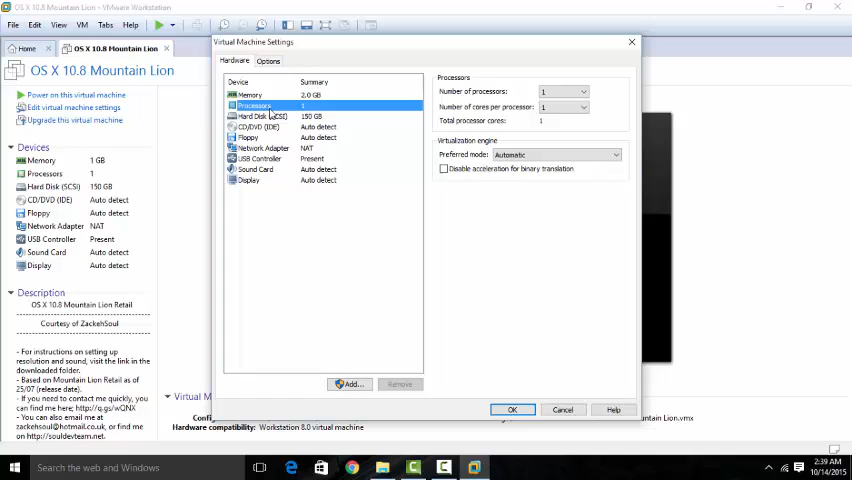 OS X 10.8 Mountain Lion - VMware Workstation
File Edit View VM Tabs Help
Home OS X 10.8 Mountain Lion
OS X 10.8 Mountain Lion
Power on this virtual machine
Edit virtual machine settings
Upgrade this virtual machine
Devices
Memory 1 GB
Processors 1
Hard Disk (SCSI) 150 GB
CD/DVD (IDE) Auto detect
Floppy Auto detect
Network Adapter NAT
USB Controller Present
Sound Card Auto detect
Display Auto detect
Description
OS X 10.8 Mountain Lion Retail
Courtesy of ZackehSoul
- For instructions on setting up
resolution and sound, visit the link in the
downloaded folder.
- Based on Mountain Lion Retail as of
25/07 (release date).
- If you need to contact me quickly, you
can find me here; http://q.gs/wQNX
- You can also email me at
zackehsoul@hotmail.co.uk, or find me
on http://souldevteam.net/.
Virtual Machine Settings
Hardware Options
Device Summary
Memory 2.0 GB
Processors 1
Hard Disk (SCSI) 150 GB
CD/DVD (IDE) Auto detect
Floppy Auto detect
Network Adapter NAT
USB Controller Present
Sound Card Auto detect
Display Auto detect
Add... Remove
Processors
Number of processors: 1
Number of cores per processor: 1
Total processor cores: 1
Virtualization engine
Preferred mode: Automatic
Disable acceleration for binary translation
OK Cancel Help
Virtual M
Confi
untain Lion.vmx
Hardware compatibility: Workstation 8.0 virtual machine
Search the web and Windows
2:39 AM
10/14/2015